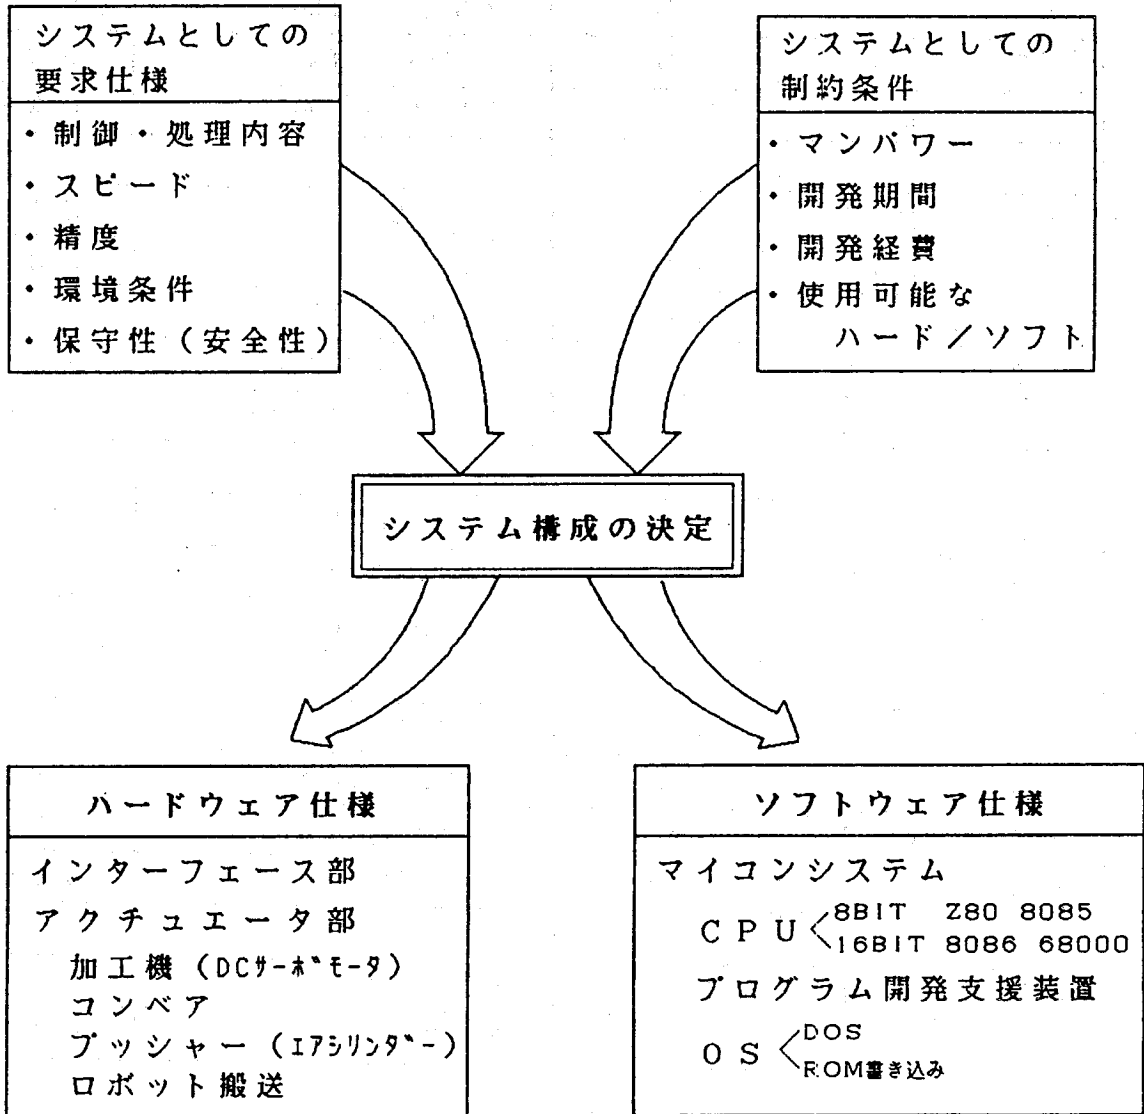 システムとしての
要求仕様
・制御・処理内容
・スピード
・精度
・環境条件
・保守性（安全性）
システムとしての
制約条件
・マンパワー
・開発期間
・開発経費
・使用可能な
ハード／ソフト
システム構成の決定
ハードウェア仕様
インターフェース部
アクチュエータ部
加工機（DCｻｰﾎﾞﾓｰﾀ）
コンベア
プッシャー（ｴｱｼﾘﾝﾀﾞｰ）
ロボット搬送
ソフトウェア仕様
マイコンシステム
CPU 8BIT Z80 8085
16BIT 8086 68000
プログラム開発支援装置
OS DOS
ROM書き込み